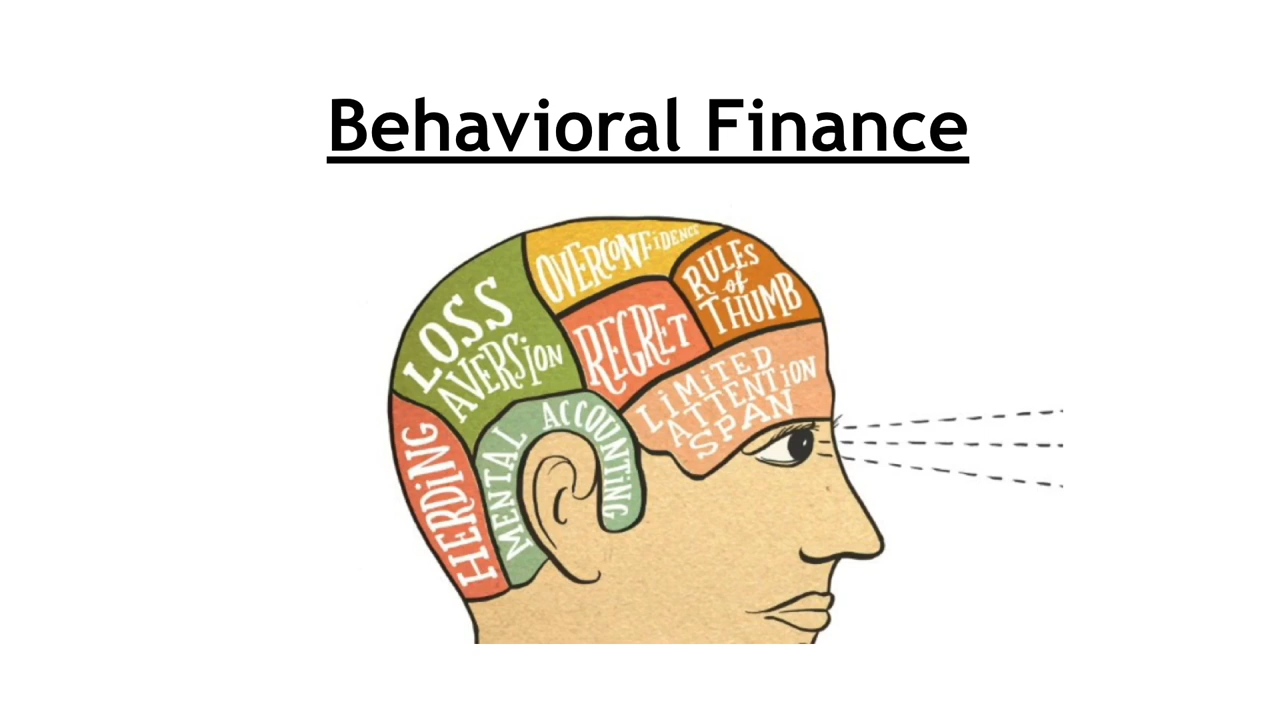 Behavioral Finance
OVERCONFiDENCE
RULES
of
THUMB
LOSS
AVERSiON
REGRET
LiMiTED
ATTENTiON
SPAN
ACCOUNTiNG
MENTAL
HERDiNG